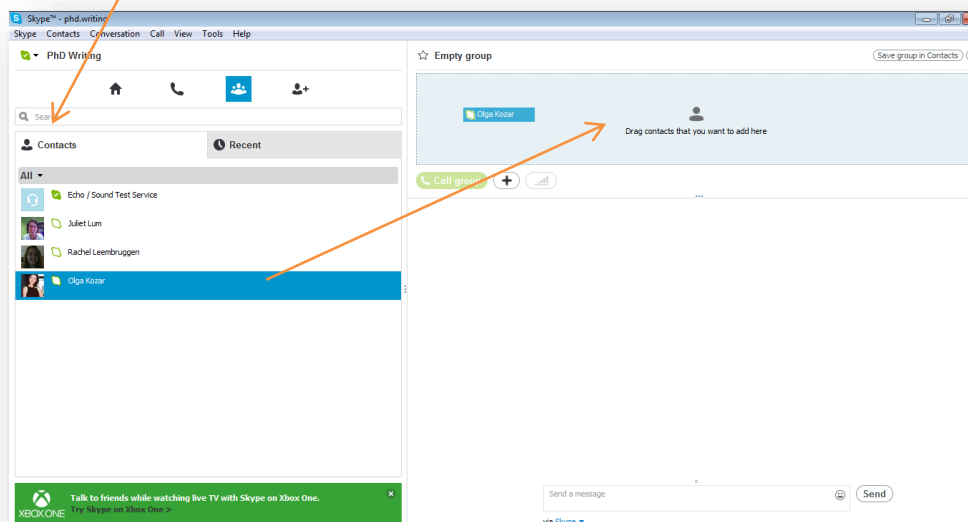 Skype™ - phd.writing
Skype Contacts Conversation Call View Tools Help
PhD Writing
Search
Contacts
Recent
All
Echo / Sound Test Service
Juliet Lum
Rachel Leembruggen
Olga Kozar
XBOX ONE
Talk to friends while watching live TV with Skype on Xbox One.
Try Skype on Xbox One >
Empty group
Save group in Contacts
Olga Kozar
Drag contacts that you want to add here
Call group
...
Send a message
Send
via Skype